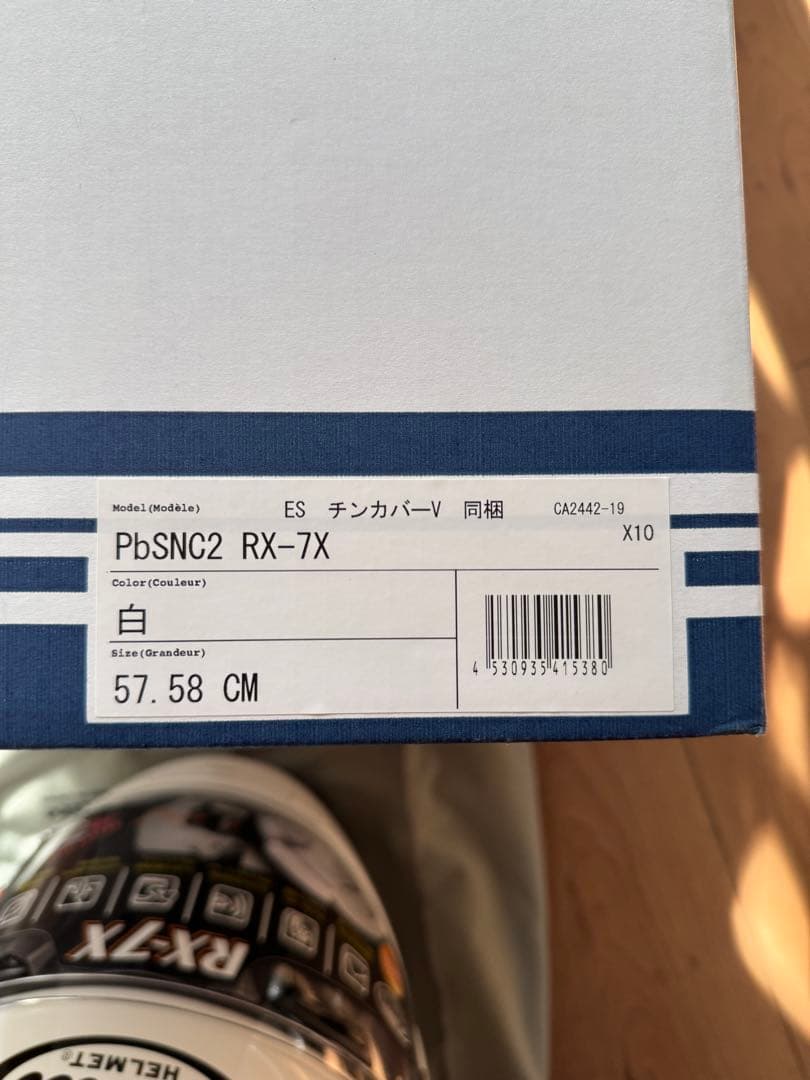 Model(Modèle) ES チンカバーV 同梱 CA2442-19
PbSNC2 RX-7X X10
Color(Couleur)
白
Size(Grandeur)
57.58 CM
4 530935 415380
RX-7X
HELMET®